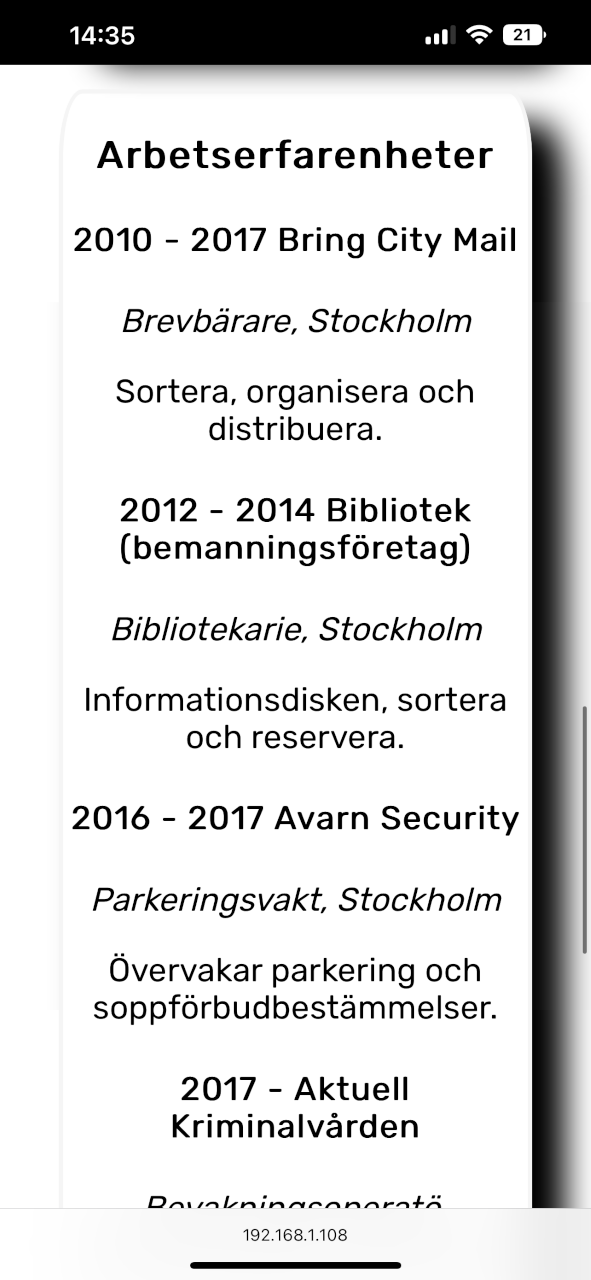 14:35
21
Arbetserfarenheter
2010 - 2017 Bring City Mail
Brevbärare, Stockholm
Sortera, organisera och
distribuera.
2012 - 2014 Bibliotek
(bemanningsföretag)
Bibliotekarie, Stockholm
Informationsdisken, sortera
och reservera.
2016 - 2017 Avarn Security
Parkeringsvakt, Stockholm
Övervakar parkering och
soppförbudbestämmelser.
2017 - Aktuell
Kriminalvården
192.168.1.108